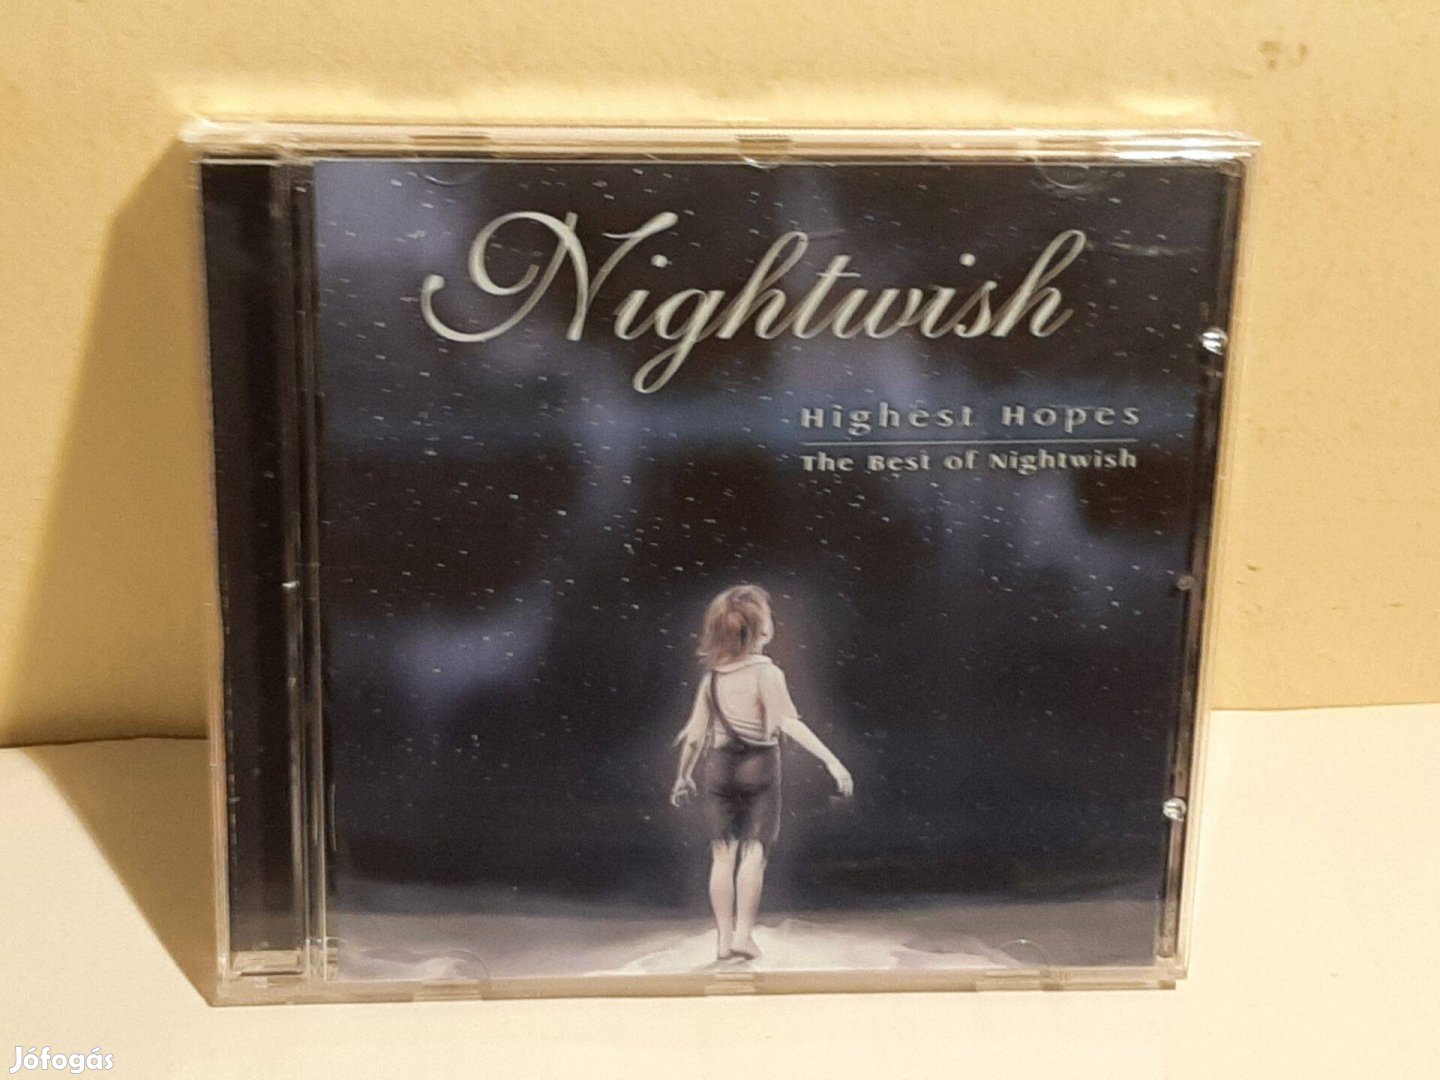 Nightwish
Highest Hopes
The Best of Nightwish
Jófogás